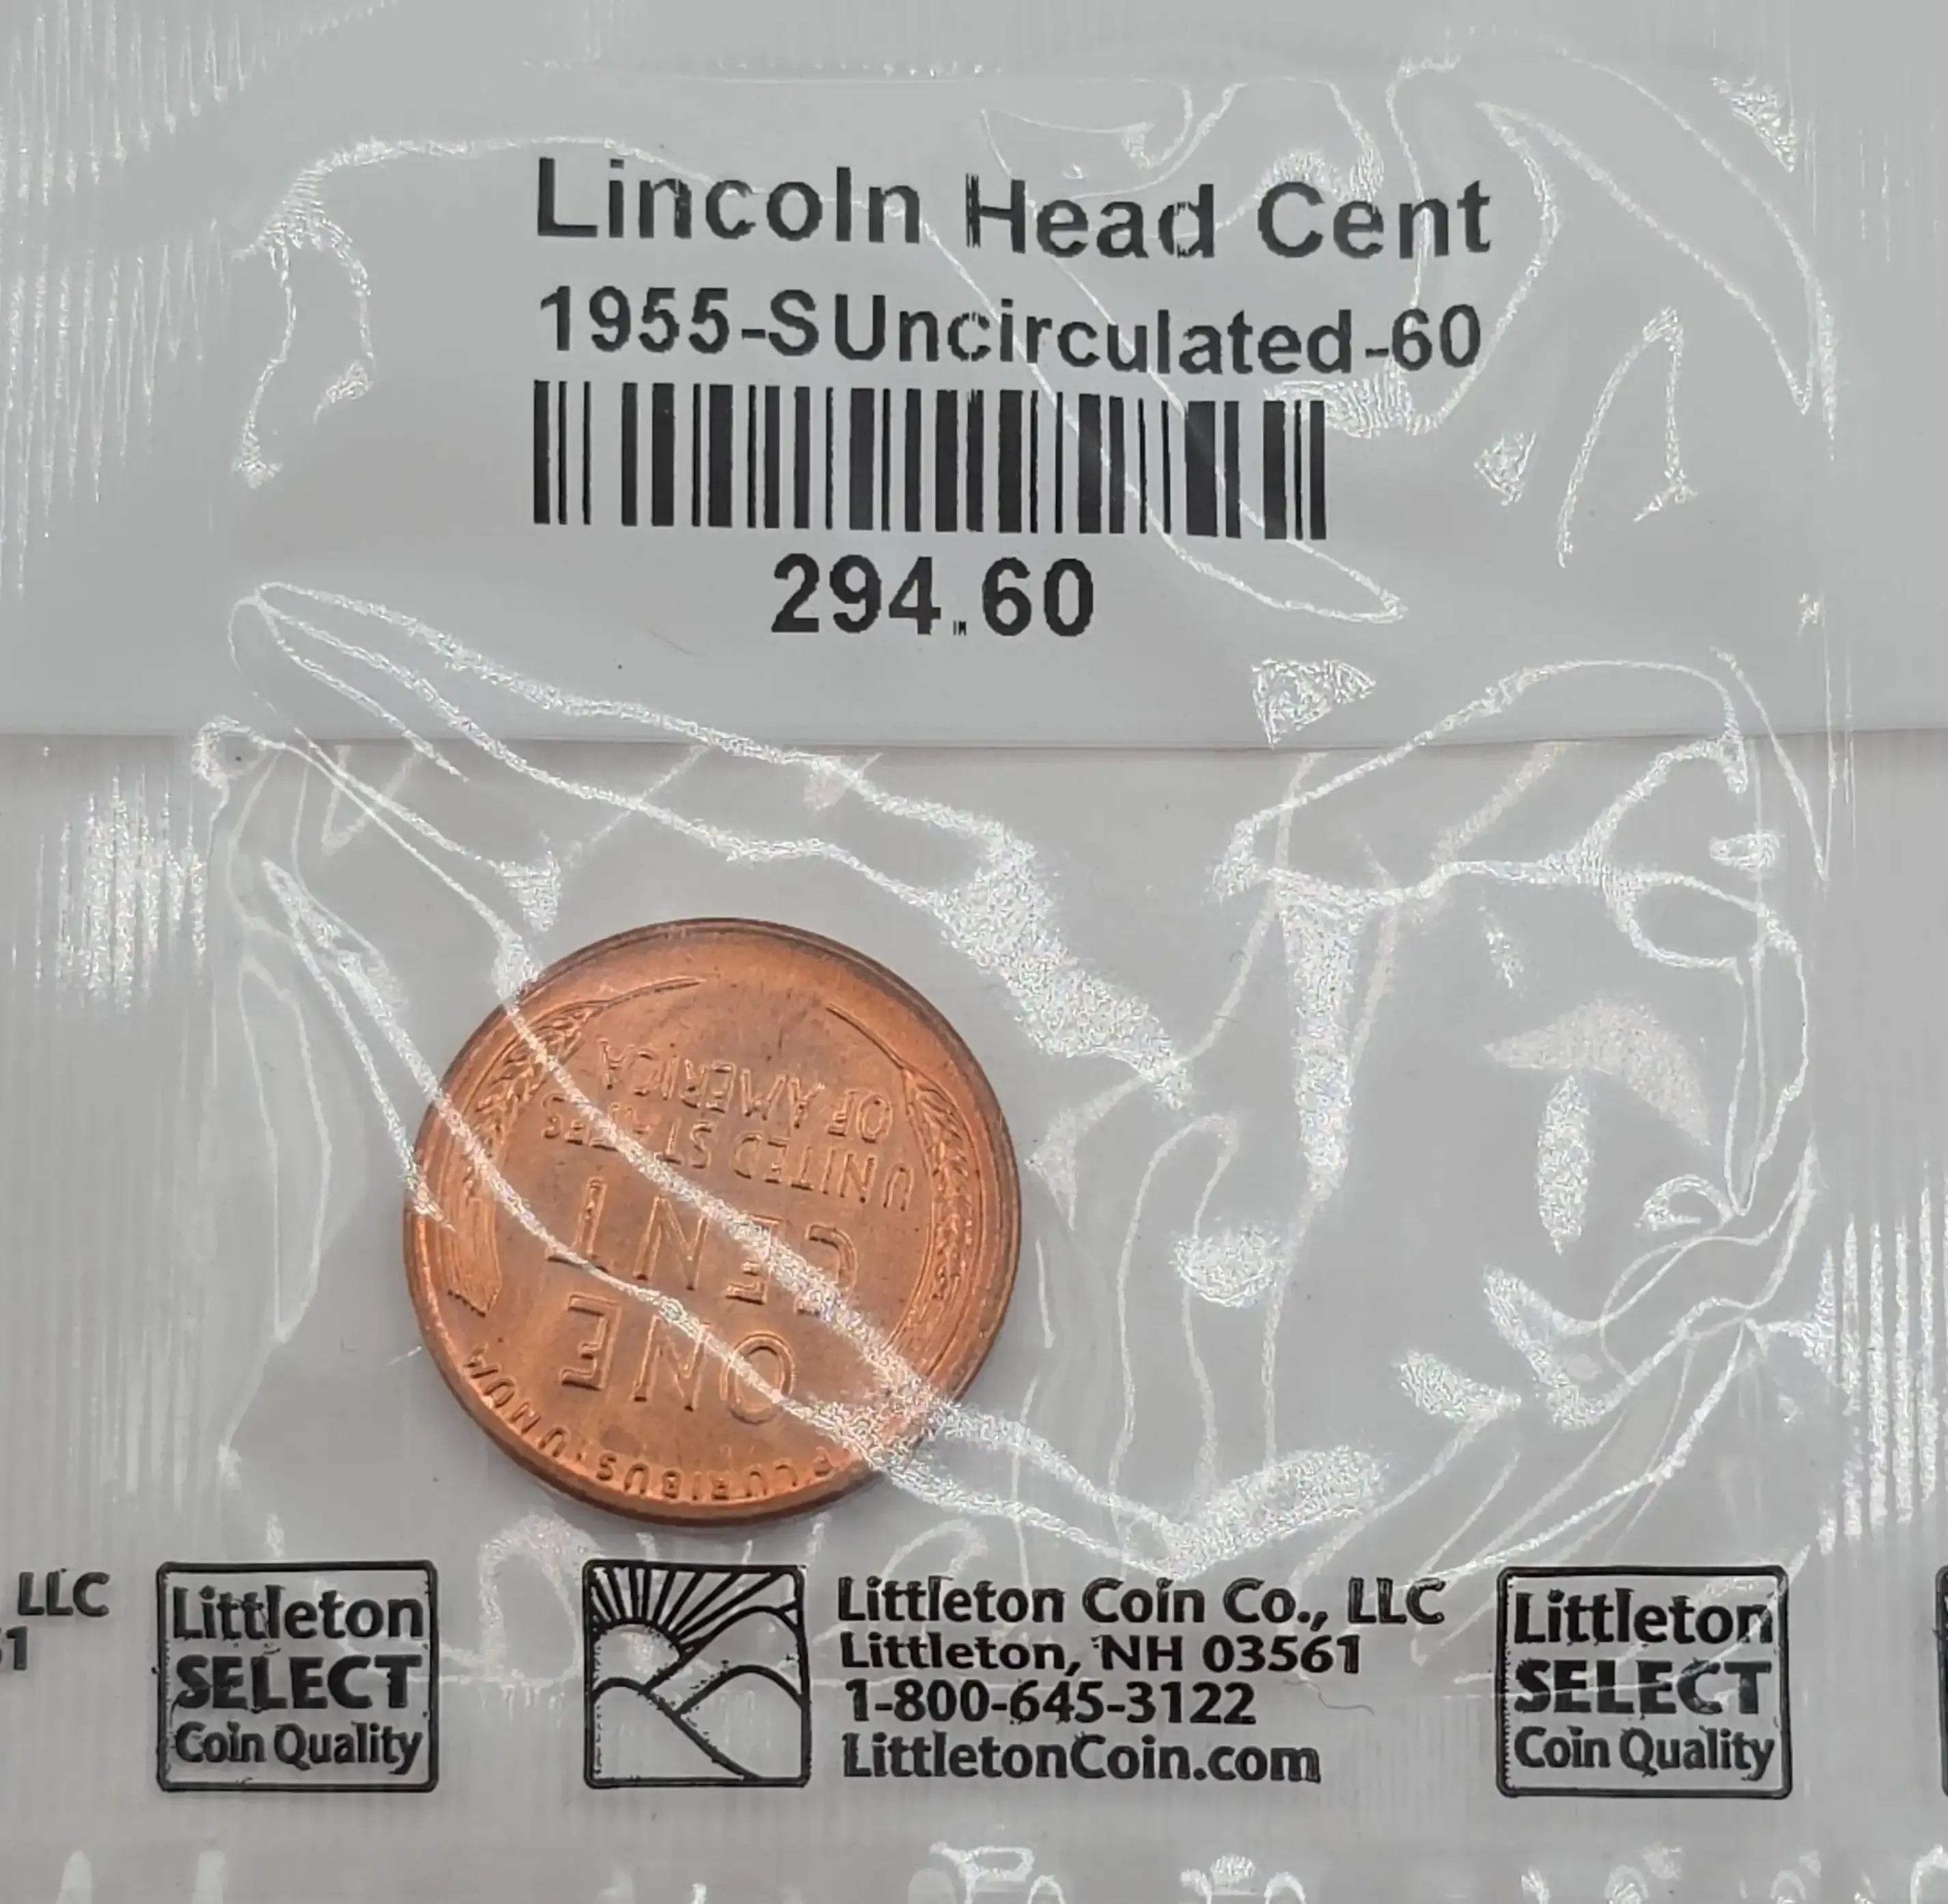 Lincoln Head Cent
1955-S Uncirculated-60
294.60
OF AMERICA
UNITED STATES
CENT
ONE
PLURIBUS·UNUM
LLC
Littleton
SELECT
Coin Quality
Littleton Coin Co., LLC
Littleton, NH 03561
1-800-645-3122
LittletonCoin.com
Littleton
SELECT
Coin Quality